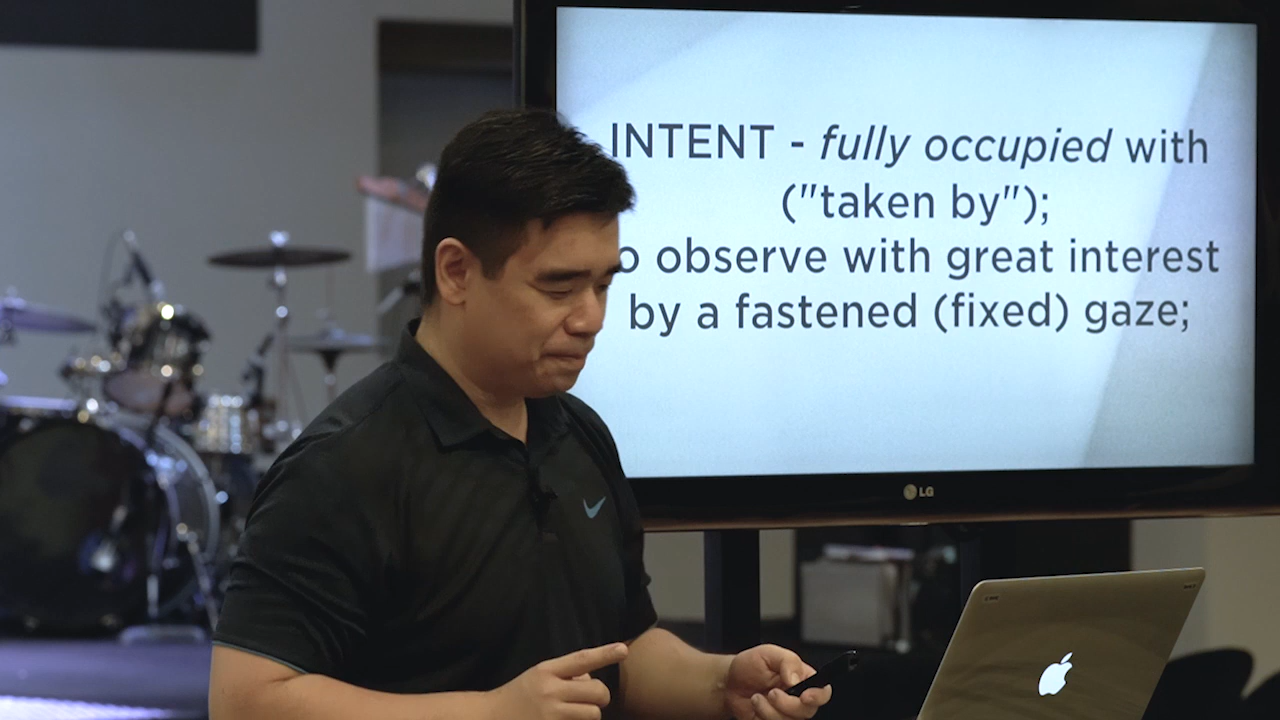 INTENT - fully occupied with
("taken by");
o observe with great interest
by a fastened (fixed) gaze;
LG